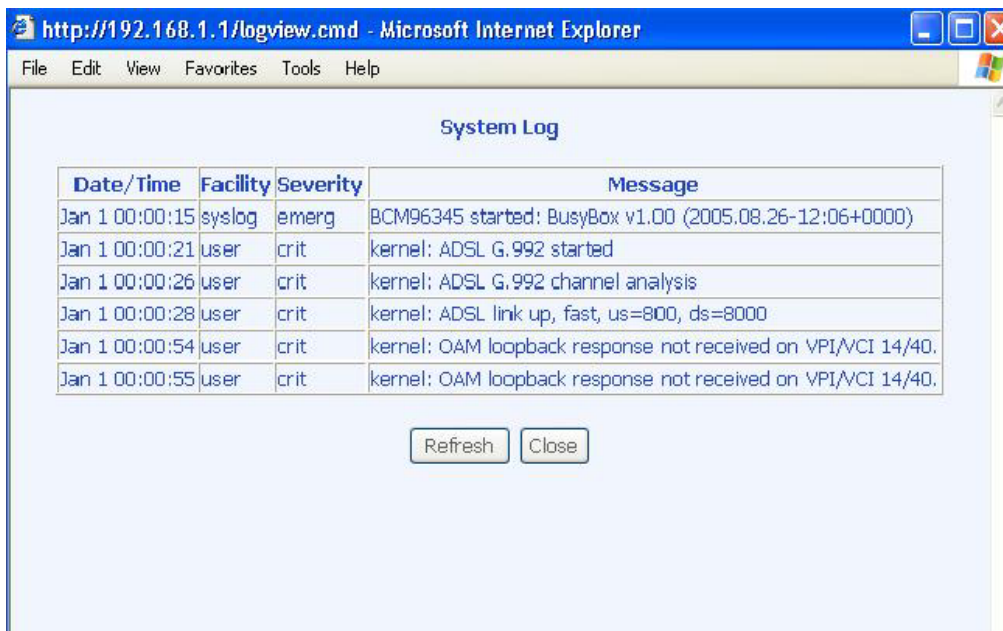 http://192.168.1.1/logview.cmd - Microsoft Internet Explorer
File Edit View Favorites Tools Help
System Log
Date/Time Facility Severity Message
Jan 1 00:00:15 syslog emerg BCM96345 started: BusyBox v1.00 (2005.08.26-12:06+0000)
Jan 1 00:00:21 user crit kernel: ADSL G.992 started
Jan 1 00:00:26 user crit kernel: ADSL G.992 channel analysis
Jan 1 00:00:28 user crit kernel: ADSL link up, fast, us=800, ds=8000
Jan 1 00:00:54 user crit kernel: OAM loopback response not received on VPI/VCI 14/40.
Jan 1 00:00:55 user crit kernel: OAM loopback response not received on VPI/VCI 14/40.
Refresh Close